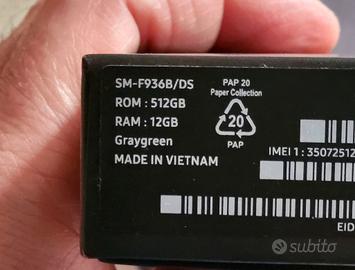 SM-F936B/DS
ROM : 512GB
RAM : 12GB
Graygreen
MADE IN VIETNAM
PAP 20
Paper Collection
20
PAP
IMEI 1 : 35072512
EID
subito